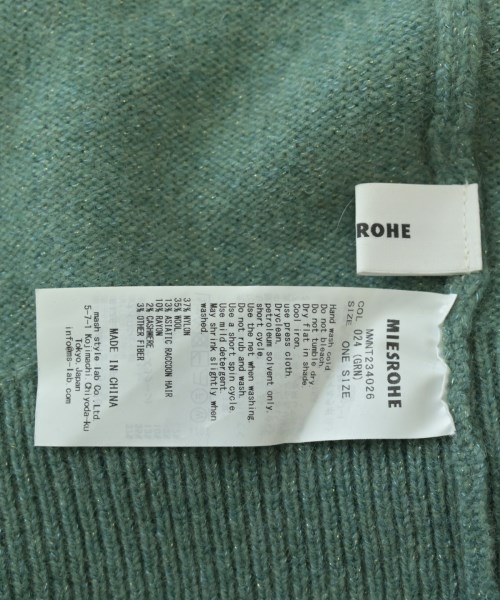 ROHE
MIESROHE
MWNT234026
COL 024 (GRN)
SIZE ONE SIZE
Hand wash cold
Do not bleach.
Do not tumble dry
Dry flat in shade
Cool iron.
use press cloth.
Dryclean.
petroleum solvent only.
short cycle.
Use the net when washing
Do not rub and wash.
Use a short spin cycle.
Use mild detergent.
May shrink slightly when
washed.
37% NYLON
35% WOOL
13% ASIATIC RACCOON HAIR
10% RAYON
2% CASHMERE
3% OTHER FIBER
MADE IN CHINA
mash style lab Co. Ltd.
5-7-1 Kojimachi Chiyoda-ku
Tokyo Japan
info@ms-lab.com